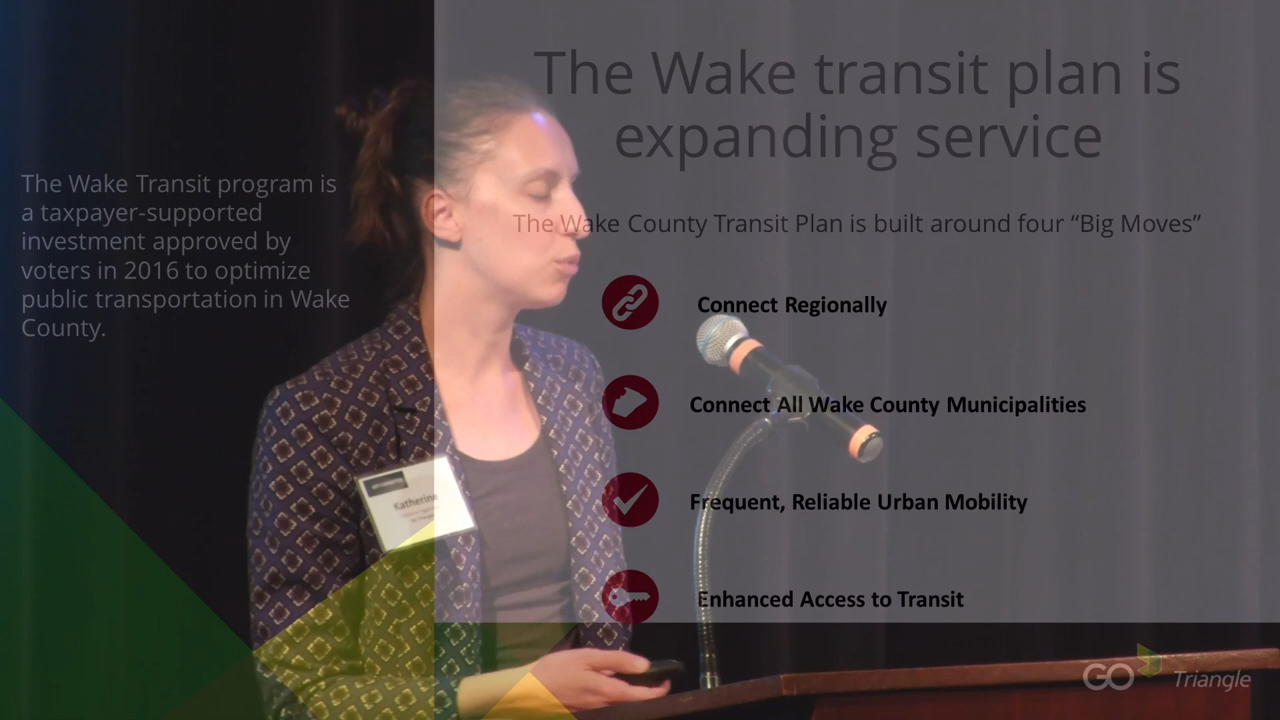 The Wake transit plan is
expanding service
The Wake Transit program is
a taxpayer-supported
investment approved by
voters in 2016 to optimize
public transportation in Wake
County.
The Wake County Transit Plan is built around four “Big Moves”
Connect Regionally
Connect All Wake County Municipalities
Frequent, Reliable Urban Mobility
Enhanced Access to Transit
Katherine
GO Triangle